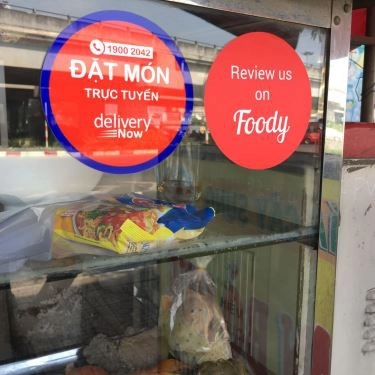 1900 2042
ĐẶT MÓN
TRỰC TUYẾN
delivery
Now
Review us
on
Foody